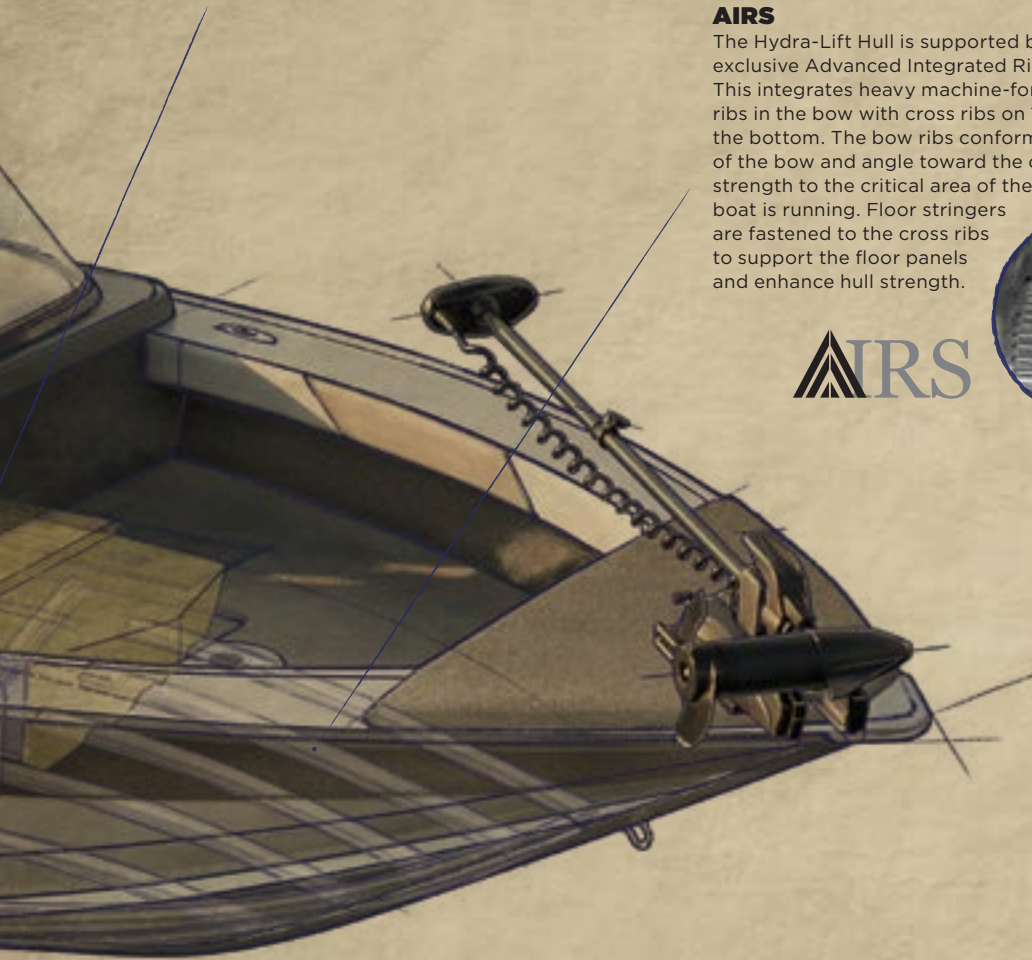 AIRS
The Hydra-Lift Hull is supported b
exclusive Advanced Integrated Ri
This integrates heavy machine-for
ribs in the bow with cross ribs on
the bottom. The bow ribs conform
of the bow and angle toward the
strength to the critical area of the
boat is running. Floor stringers
are fastened to the cross ribs
to support the floor panels
and enhance hull strength.
AIRS